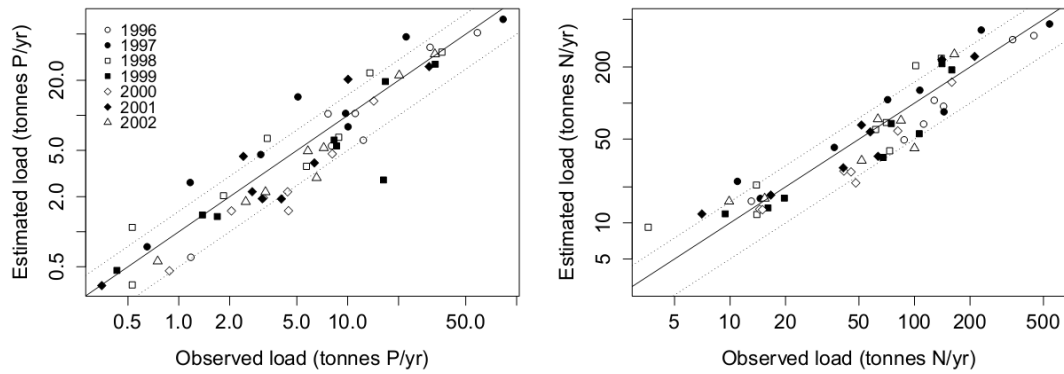 Estimated load (tonnes P/yr)
20.0
5.0
2.0
0.5
1996
1997
1998
1999
2000
2001
2002
0.5 1.0 2.0 5.0 10.0 50.0
Observed load (tonnes P/yr)
Estimated load (tonnes N/yr)
200
50
20
10
5
5 10 20 50 100 200 500
Observed load (tonnes N/yr)